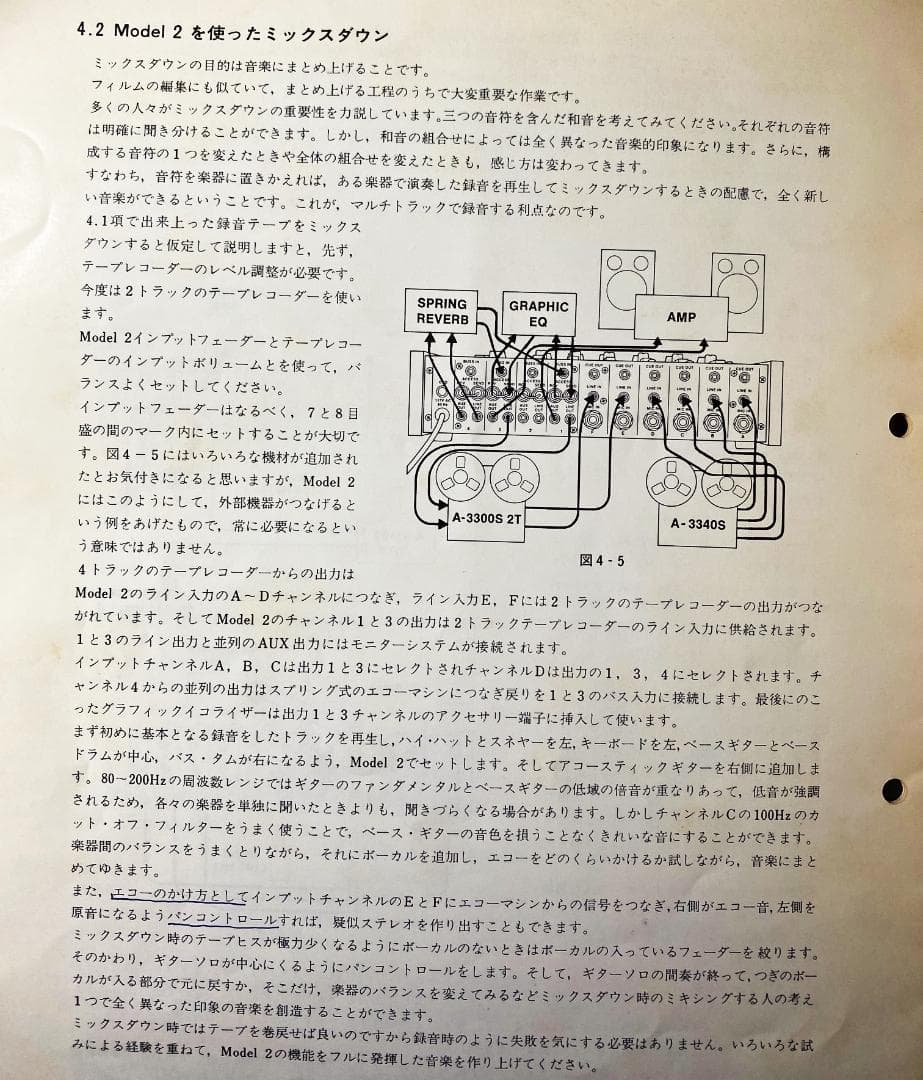 4.2 Model 2 を使ったミックスダウン
ミックスダウンの目的は音楽にまとめ上げることです。
フィルムの編集にも似ていて，まとめ上げる工程のうちで大変重要な作業です。
多くの人々がミックスダウンの重要性を力説しています。三つの音符を含んだ和音を考えてみてください。それぞれの音符
は明確に聞き分けることができます。しかし，和音の組合せによっては全く異なった音楽的印象になります。さらに，構
成する音符の1つを変えたときや全体の組合せを変えたときも，感じ方は変わってきます。
すなわち，音符を楽器に置きかえれば，ある楽器で演奏した録音を再生してミックスダウンするときの配慮で，全く新し
い音楽ができるということです。これが，マルチトラックで録音する利点なのです。
4.1項で出来上った録音テープをミックス
ダウンすると仮定して説明しますと，先ず，
テープレコーダーのレベル調整が必要です。
今度は2トラックのテープレコーダーを使い
ます。
Model 2インプットフェーダーとテープレコー
ダーのインプットボリュームとを使って，バ
ランスよくセットしてください。
インプットフェーダーはなるべく，7と8目
盛の間のマーク内にセットすることが大切で
す。図4－5にはいろいろな機材が追加され
たとお気付きになると思いますが，Model 2
にはこのようにして，外部機器がつなげると
いう例をあげたもので，常に必要になるとい
う意味ではありません。
SPRING
REVERB
GRAPHIC
EQ
AMP
CUE OUT
CUE OUT
CUE OUT
CUE OUT
CUE OUT
CUE OUT
LINE IN
LINE IN
LINE IN
LINE IN
LINE IN
LINE IN
A-3300S 2T
A-3340S
図4-5
4トラックのテープレコーダーからの出力は
Model 2のライン入力のA～Dチャンネルにつなぎ，ライン入力E，Fには2トラックのテープレコーダーの出力がつな
がれています。そしてModel 2のチャンネル1と3の出力は2トラックテープレコーダーのライン入力に供給されます。
1と3のライン出力と並列のAUX出力にはモニターシステムが接続されます。
インプットチャンネルA，B，Cは出力1と3にセレクトされチャンネルDは出力の1，3，4にセレクトされます。チ
ャンネル4からの並列の出力はスプリング式のエコーマシンにつなぎ戻りを1と3のバス入力に接続します。最後にのこ
ったグラフィックイコライザーは出力1と3チャンネルのアクセサリー端子に挿入して使います。
まず初めに基本となる録音をしたトラックを再生し，ハイ・ハットとスネヤーを左，キーボードを左，ベースギターとベース
ドラムが中心，バス・タムが右になるよう，Model 2でセットします。そしてアコースティックギターを右側に追加しま
す。80～200Hzの周波数レンジではギターのファンダメンタルとベースギターの低域の倍音が重なりあって，低音が強調
されるため，各々の楽器を単独に聞いたときよりも，聞きづらくなる場合があります。しかしチャンネルCの100Hzのカ
ット・オフ・フィルターをうまく使うことで，ベース・ギターの音色を損うことなくきれいな音にすることができます。
楽器間のバランスをうまくとりながら，それにボーカルを追加し，エコーをどのくらいかけるか試しながら，音楽にまと
めてゆきます。
また，エコーのかけ方としてインプットチャンネルのEとFにエコーマシンからの信号をつなぎ，右側がエコー音，左側を
原音になるようパンコントロールすれば，疑似ステレオを作り出すこともできます。
ミックスダウン時のテープヒスが極力少くなるようにボーカルのないときはボーカルの入っているフェーダーを絞ります。
そのかわり，ギターソロが中心にくるようにパンコントロールをします。そして，ギターソロの間奏が終って，つぎのボー
カルが入る部分で元に戻すか，そこだけ，楽器のバランスを変えてみるなどミックスダウン時のミキシングする人の考え
1つで全く異なった印象の音楽を創造することができます。
ミックスダウン時ではテープを巻戻せば良いのですから録音時のように失敗を気にする必要はありません。いろいろな試
みによる経験を重ねて，Model 2の機能をフルに発揮した音楽を作り上げてください。